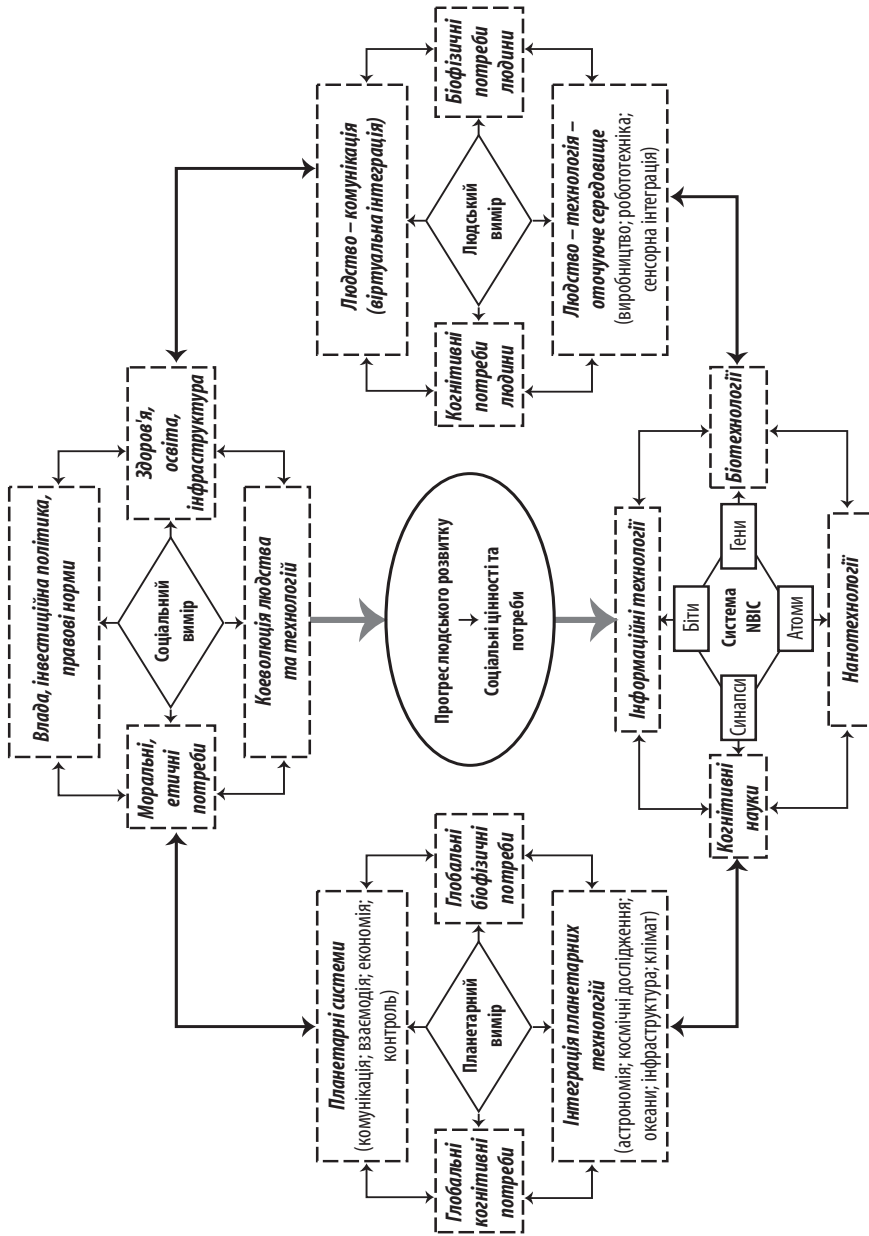 Влада, інвестиційна політика,
правові норми
Моральні,
етичні
потреби
Соціальний
вимір
Здоров'я,
освіта,
інфраструктура
Коеволюція людства
та технологій
Планетарні системи
(комунікація; взаємодія; економія;
контроль)
Глобальні
когнітивні
потреби
Планетарний
вимір
Глобальні
біофізичні
потреби
Інтеграція планетарних
технологій
(астрономія; космічні дослідження;
океани; інфраструктура; клімат)
Прогрес людського розвитку
Соціальні цінності та
потреби
Людство – комунікація
(віртуальна інтеграція)
Когнітивні
потреби
людини
Людський
вимір
Біофізичні
потреби
людини
Людство – технологія –
оточуюче середовище
(виробництво; робототехніка;
сенсорна інтеграція)
Інформаційні технології
Когнітивні
науки
Біти
Синапси
Система
NBIC
Гени
Атоми
Біотехнології
Нанотехнології